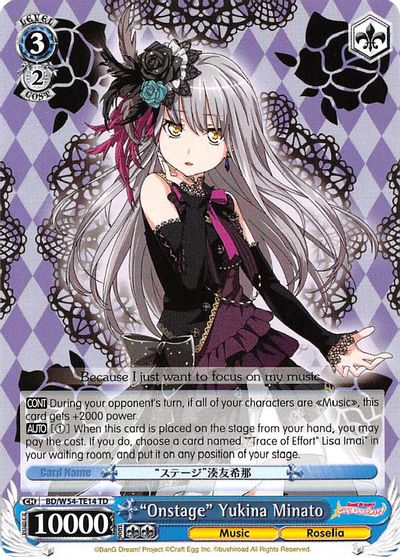 LEVEL
3
2
COST
Because I just want to focus on my music.
CONT During your opponent's turn, if all of your characters are «Music», this
card gets +2000 power.
AUTO [(1)] When this card is placed on the stage from your hand, you may
pay the cost. If you do, choose a card named ""Trace of Effort" Lisa Imai" in
your waiting room, and put it on any position of your stage.
Card Name
"ステージ"湊友希那
CH BD/W54-TE14 TD
POWER
10000
"Onstage" Yukina Minato
Music
Roselia
©BanG Dream! Project ©Craft Egg Inc. ©bushiroad All Rights Reserved.